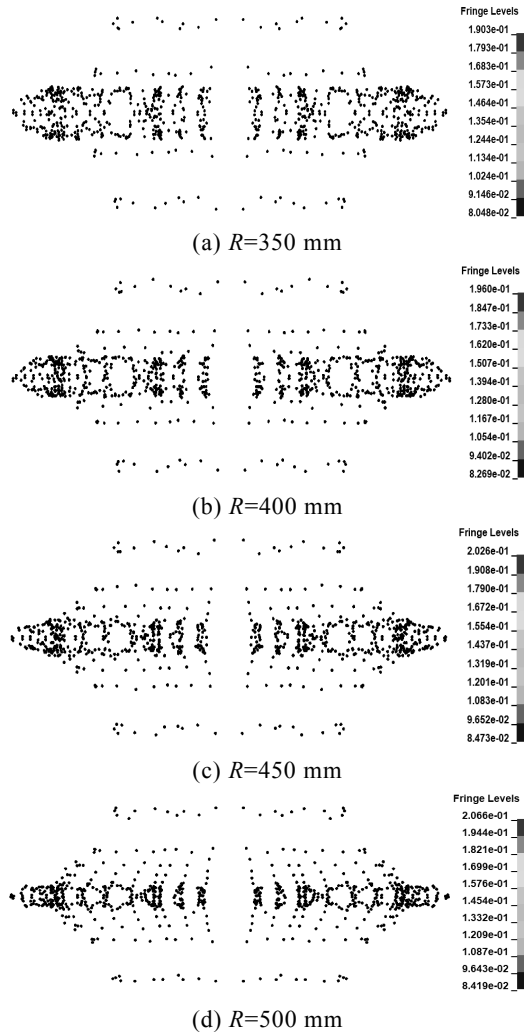 Fringe Levels
1.903e-01
1.793e-01
1.683e-01
1.573e-01
1.464e-01
1.354e-01
1.244e-01
1.134e-01
1.024e-01
9.146e-02
8.048e-02
(a) R=350 mm
Fringe Levels
1.960e-01
1.847e-01
1.733e-01
1.620e-01
1.507e-01
1.394e-01
1.280e-01
1.167e-01
1.054e-01
9.402e-02
8.269e-02
(b) R=400 mm
Fringe Levels
2.026e-01
1.908e-01
1.790e-01
1.672e-01
1.554e-01
1.437e-01
1.319e-01
1.201e-01
1.083e-01
9.652e-02
8.473e-02
(c) R=450 mm
Fringe Levels
2.066e-01
1.944e-01
1.821e-01
1.699e-01
1.576e-01
1.454e-01
1.332e-01
1.209e-01
1.087e-01
9.643e-02
8.419e-02
(d) R=500 mm